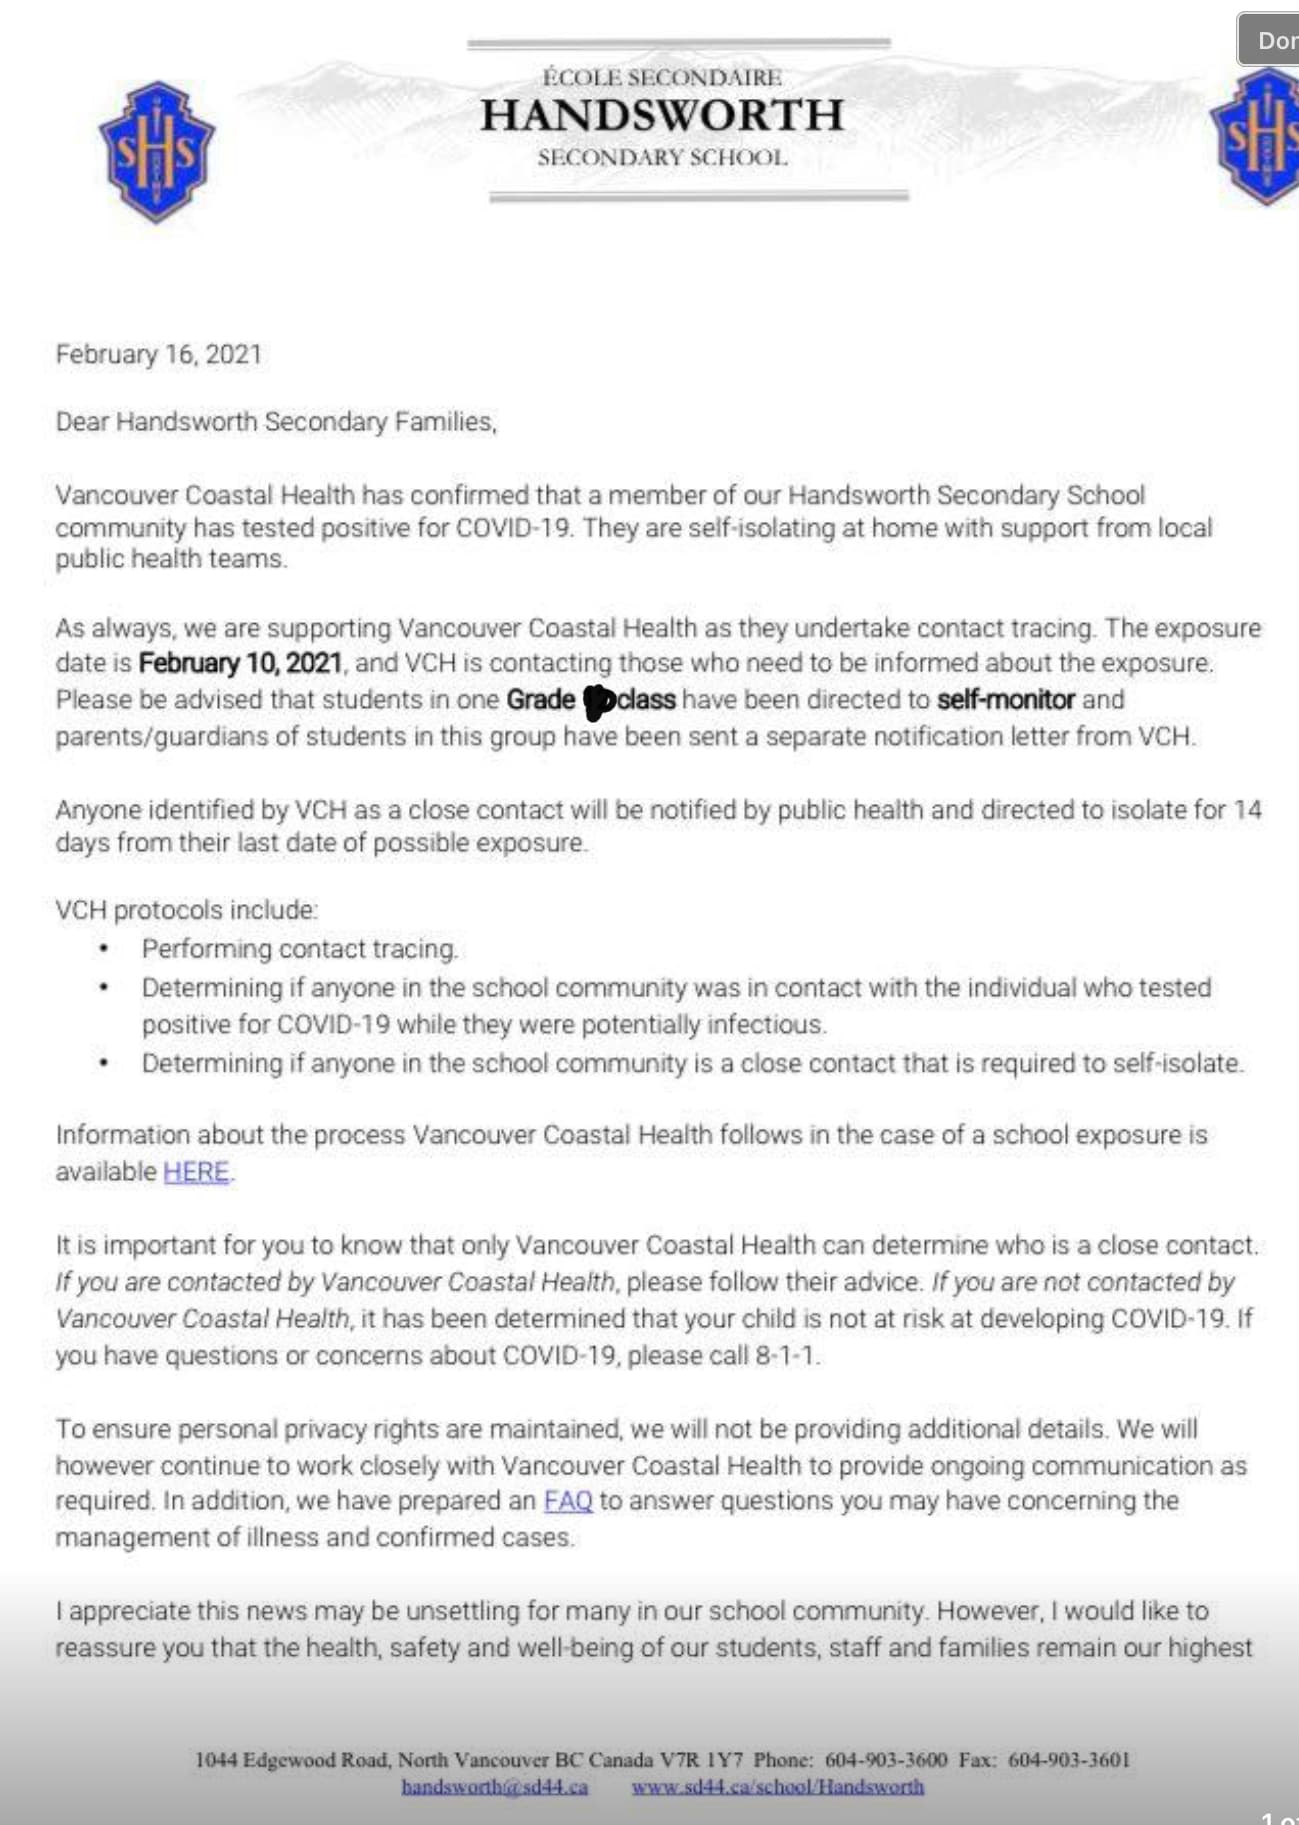 Don
ÉCOLE SECONDAIRE
HANDSWORTH
SECONDARY SCHOOL
SHS
SHS
February 16, 2021
Dear Handsworth Secondary Families,
Vancouver Coastal Health has confirmed that a member of our Handsworth Secondary School
community has tested positive for COVID-19. They are self-isolating at home with support from local
public health teams.
As always, we are supporting Vancouver Coastal Health as they undertake contact tracing. The exposure
date is February 10, 2021, and VCH is contacting those who need to be informed about the exposure.
Please be advised that students in one Grade class have been directed to self-monitor and
parents/guardians of students in this group have been sent a separate notification letter from VCH.
Anyone identified by VCH as a close contact will be notified by public health and directed to isolate for 14
days from their last date of possible exposure.
VCH protocols include:
• Performing contact tracing.
• Determining if anyone in the school community was in contact with the individual who tested
positive for COVID-19 while they were potentially infectious.
• Determining if anyone in the school community is a close contact that is required to self-isolate.
Information about the process Vancouver Coastal Health follows in the case of a school exposure is
available HERE.
It is important for you to know that only Vancouver Coastal Health can determine who is a close contact.
If you are contacted by Vancouver Coastal Health, please follow their advice. If you are not contacted by
Vancouver Coastal Health, it has been determined that your child is not at risk at developing COVID-19. If
you have questions or concerns about COVID-19, please call 8-1-1.
To ensure personal privacy rights are maintained, we will not be providing additional details. We will
however continue to work closely with Vancouver Coastal Health to provide ongoing communication as
required. In addition, we have prepared an FAQ to answer questions you may have concerning the
management of illness and confirmed cases.
I appreciate this news may be unsettling for many in our school community. However, I would like to
reassure you that the health, safety and well-being of our students, staff and families remain our highest
1044 Edgewood Road, North Vancouver BC Canada V7R 1Y7 Phone: 604-903-3600 Fax: 604-903-3601
handsworth@sd44.ca www.sd44.ca/school/Handsworth